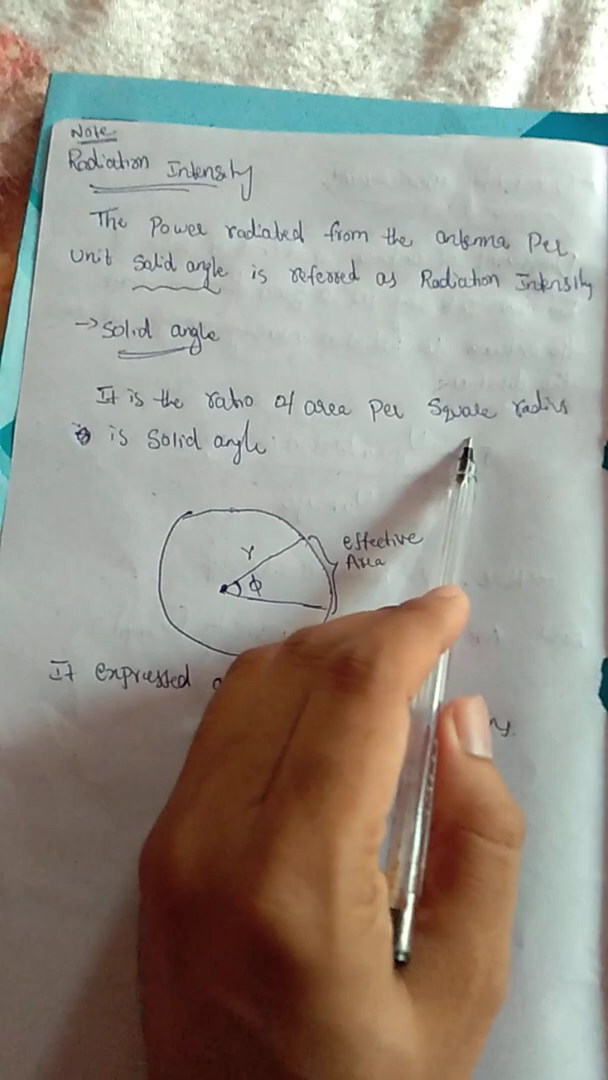 Note
Radiation Intensity
The Power radiated from the antenna Per
Unit Solid angle is referred as Radiation Intensity
→ Solid angle
It is the ratio of area Per Square radius
is Solid angle
r
ϕ
effective
Area
It expressed